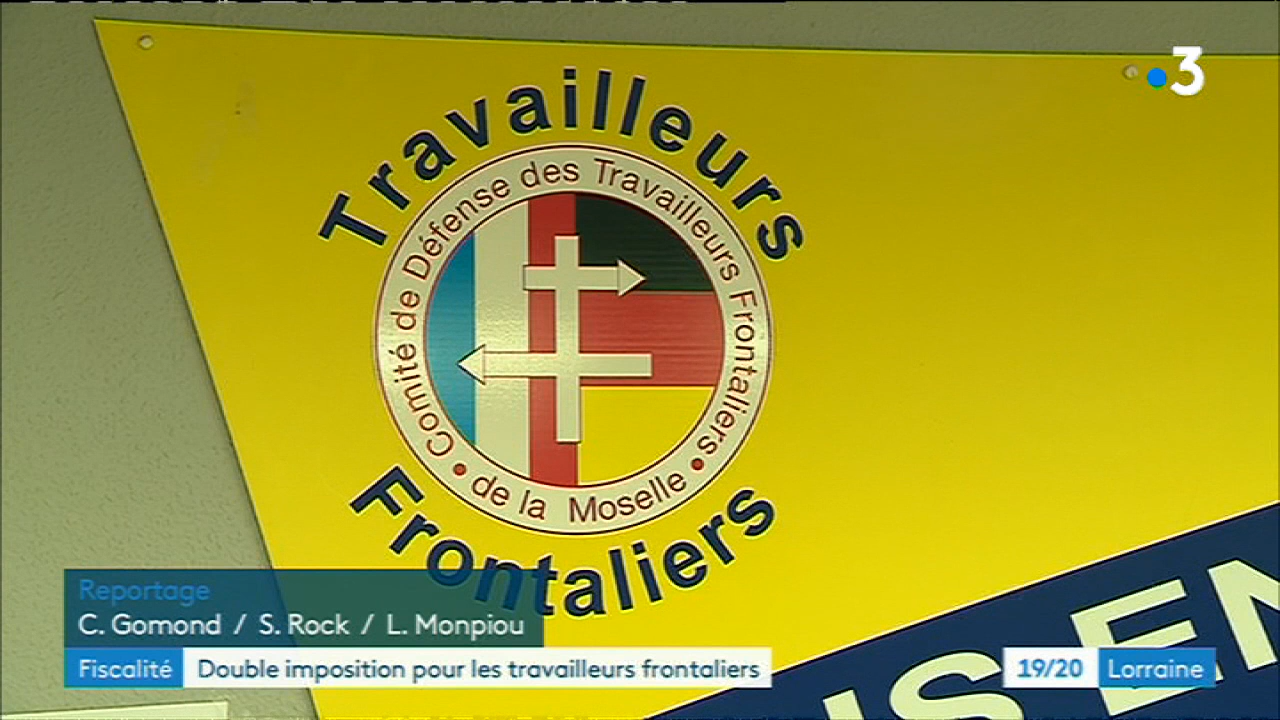 3
Travailleurs
Comité de Défense des Travailleurs Frontaliers
de la Moselle
Frontaliers
Reportage
C. Gomond / S. Rock / L. Monpiou
Fiscalité Double imposition pour les travailleurs frontaliers
19/20 Lorraine